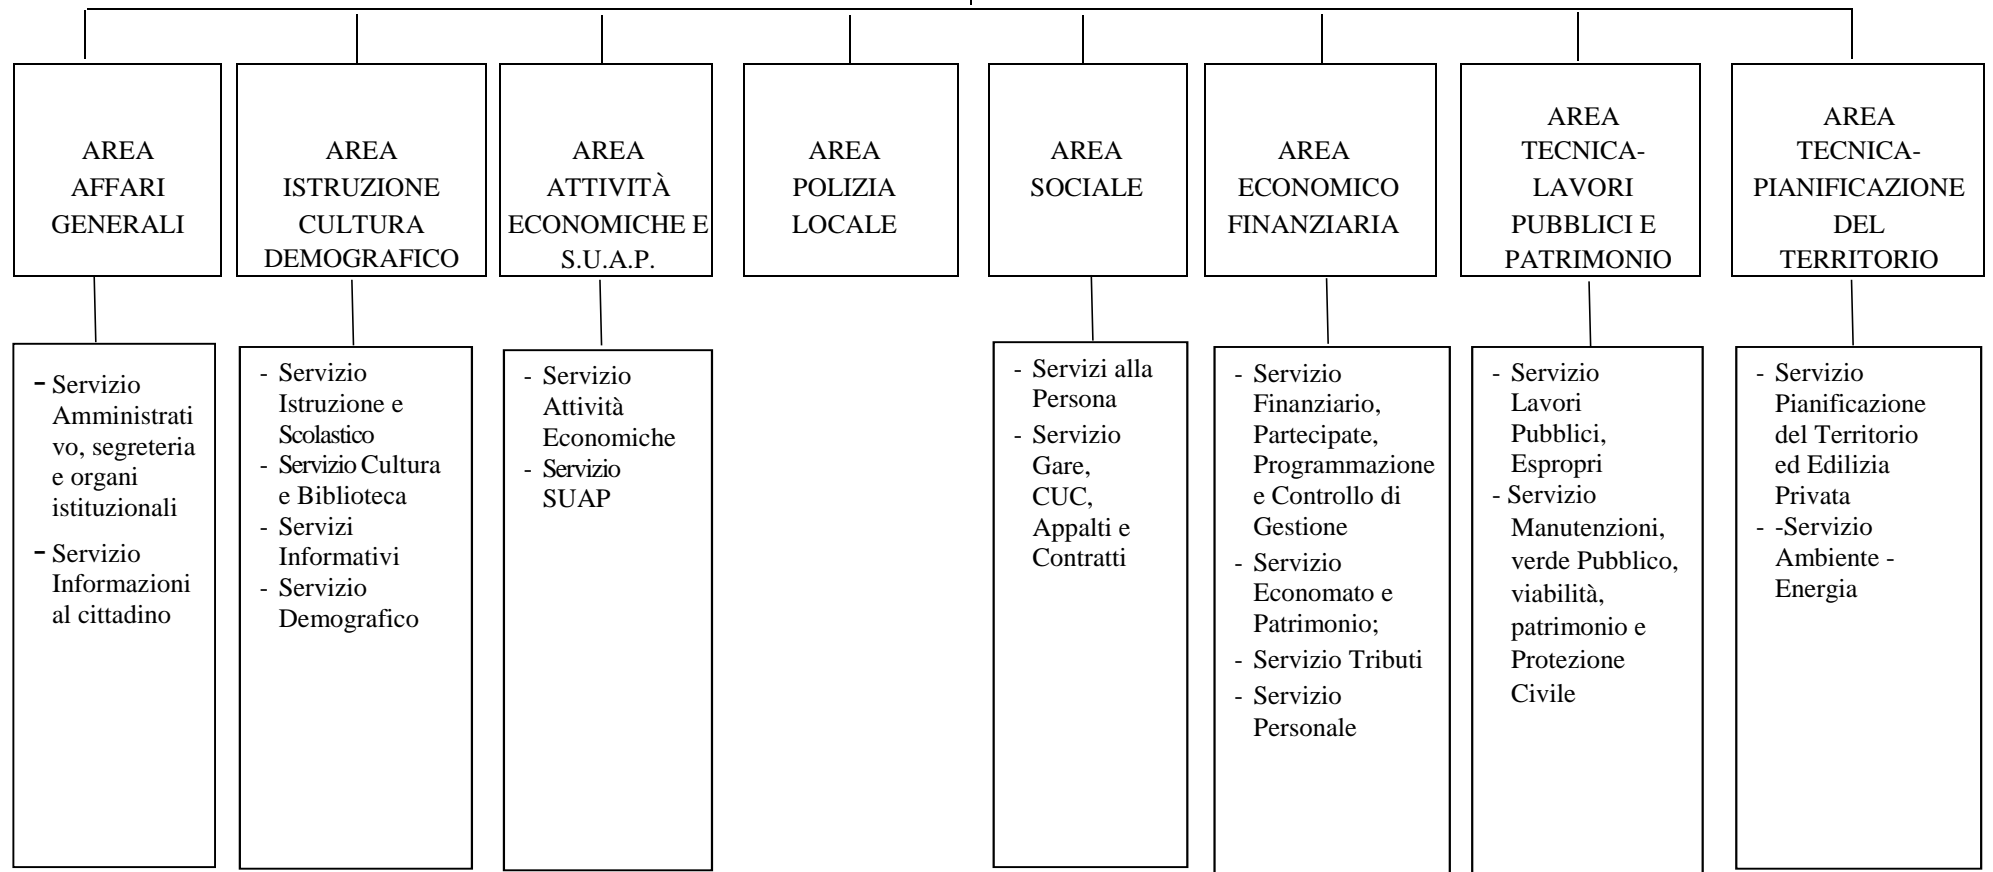 AREA
AFFARI
GENERALI
AREA
ISTRUZIONE
CULTURA
DEMOGRAFICO
AREA
ATTIVITÀ
ECONOMICHE E
S.U.A.P.
AREA
POLIZIA
LOCALE
AREA
SOCIALE
AREA
ECONOMICO
FINANZIARIA
AREA
TECNICA-
LAVORI
PUBBLICI E
PATRIMONIO
AREA
TECNICA-
PIANIFICAZIONE
DEL
TERRITORIO
- Servizio
Amministrati
vo, segreteria
e organi
istituzionali
- Servizio
Informazioni
al cittadino
- Servizio
Istruzione e
Scolastico
- Servizio Cultura
e Biblioteca
- Servizi
Informativi
- Servizio
Demografico
- Servizio
Attività
Economiche
- Servizio
SUAP
- Servizi alla
Persona
- Servizio
Gare,
CUC,
Appalti e
Contratti
- Servizio
Finanziario,
Partecipate,
Programmazione
e Controllo di
Gestione
- Servizio
Economato e
Patrimonio;
- Servizio Tributi
- Servizio
Personale
- Servizio
Lavori
Pubblici,
Espropri
- Servizio
Manutenzioni,
verde Pubblico,
viabilità,
patrimonio e
Protezione
Civile
- Servizio
Pianificazione
del Territorio
ed Edilizia
Privata
- -Servizio
Ambiente -
Energia